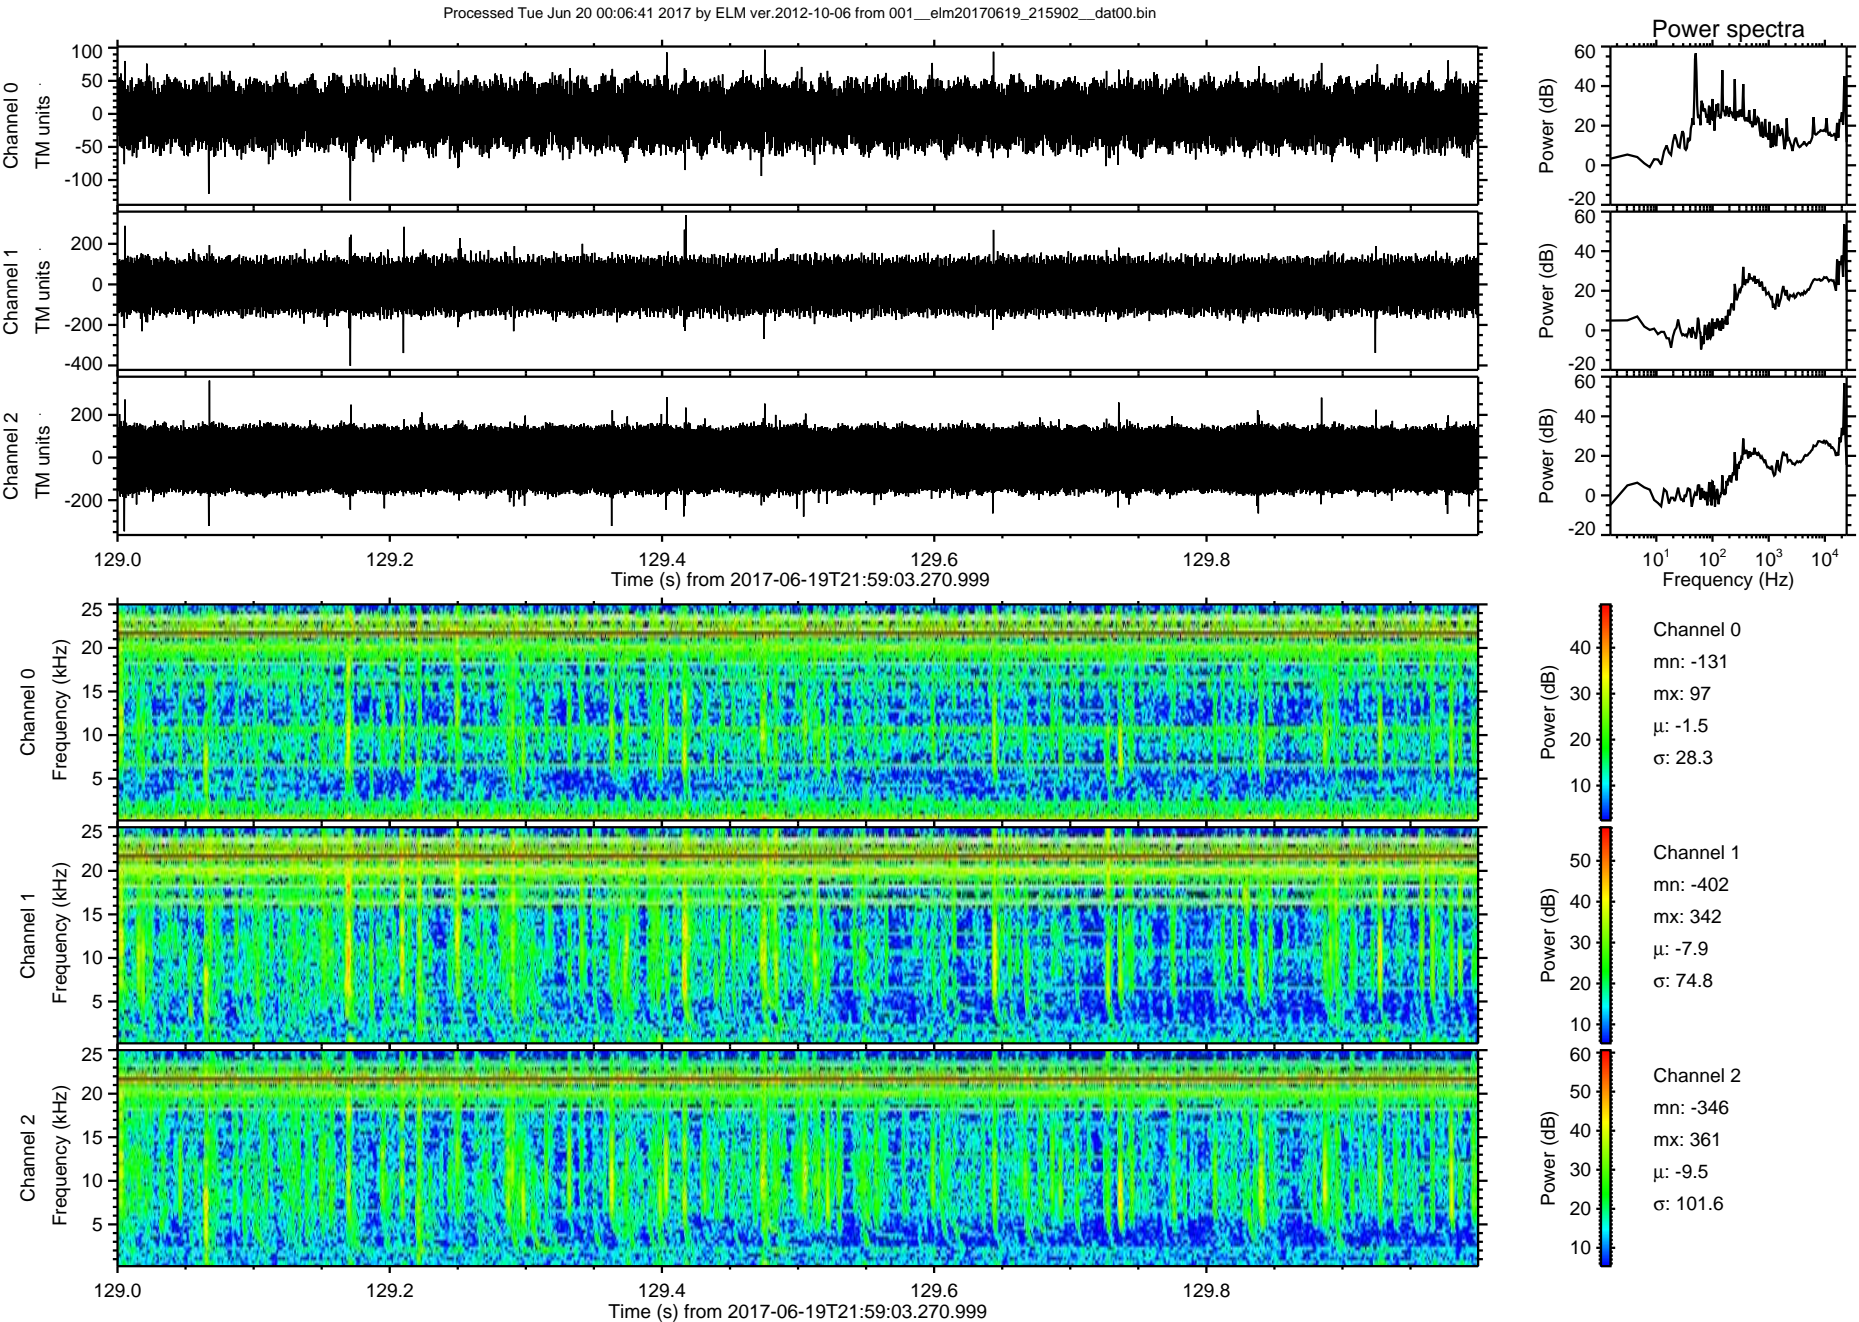 Processed Tue Jun 20 00:06:41 2017 by ELM ver.2012-10-06 from 001__elm20170619_215902__dat00.bin
Power spectra
Channel 0
TM units
100
50
0
-50
-100
Power (dB)
60
40
20
0
-20
Channel 1
TM units
200
0
-200
-400
Power (dB)
60
40
20
0
-20
Channel 2
TM units
200
0
-200
Power (dB)
60
40
20
0
-20
129.0 129.2 129.4 129.6 129.8
Time (s) from 2017-06-19T21:59:03.270.999
10^1 10^2 10^3 10^4
Frequency (Hz)
Channel 0
Frequency (kHz)
25
20
15
10
5
Power (dB)
40
30
20
10
Channel 0
mn: -131
mx: 97
μ: -1.5
σ: 28.3
Channel 1
Frequency (kHz)
25
20
15
10
5
Power (dB)
50
40
30
20
10
Channel 1
mn: -402
mx: 342
μ: -7.9
σ: 74.8
Channel 2
Frequency (kHz)
25
20
15
10
5
Power (dB)
60
50
40
30
20
10
Channel 2
mn: -346
mx: 361
μ: -9.5
σ: 101.6
129.0 129.2 129.4 129.6 129.8
Time (s) from 2017-06-19T21:59:03.270.999